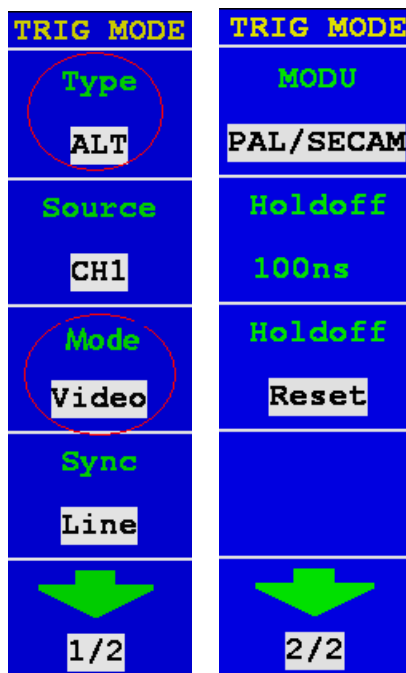 TRIG MODE
Type
ALT
Source
CH1
Mode
Video
Sync
Line
1/2
TRIG MODE
MODU
PAL/SECAM
Holdoff
100ns
Holdoff
Reset
2/2